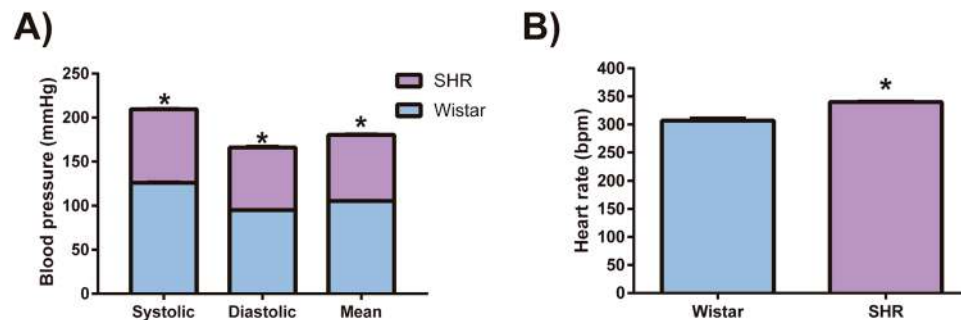 A)
Blood pressure (mmHg)
250
200
150
100
50
0
*
*
*
Systolic
Diastolic
Mean
SHR
Wistar
B)
Heart rate (bpm)
400
350
300
250
200
150
100
50
0
*
Wistar
SHR